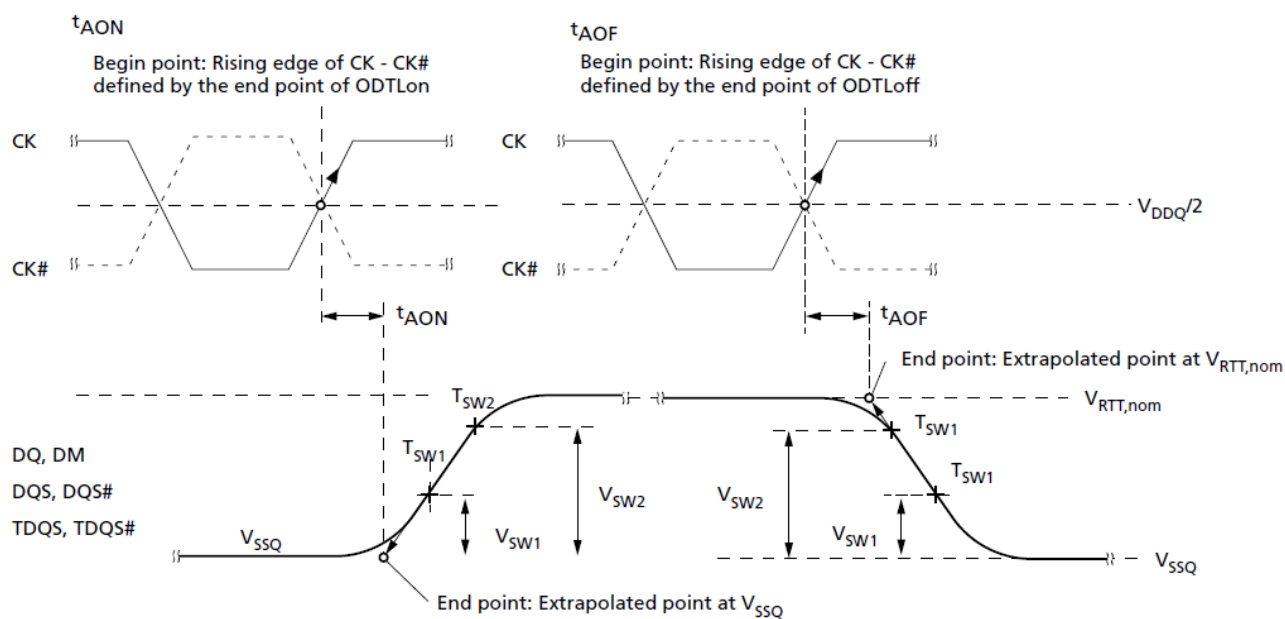 tAON
Begin point: Rising edge of CK - CK#
defined by the end point of ODTLon
tAOF
Begin point: Rising edge of CK - CK#
defined by the end point of ODTLoff
CK
CK
VDDQ/2
CK#
CK#
tAON
tAOF
End point: Extrapolated point at VRTT,nom
TSW2
VRTT,nom
TSW1
TSW1
DQ, DM
DQS, DQS#
TDQS, TDQS#
TSW1
VSW2
VSW2
VSW1
VSW1
VSSQ
VSSQ
End point: Extrapolated point at VSSQ